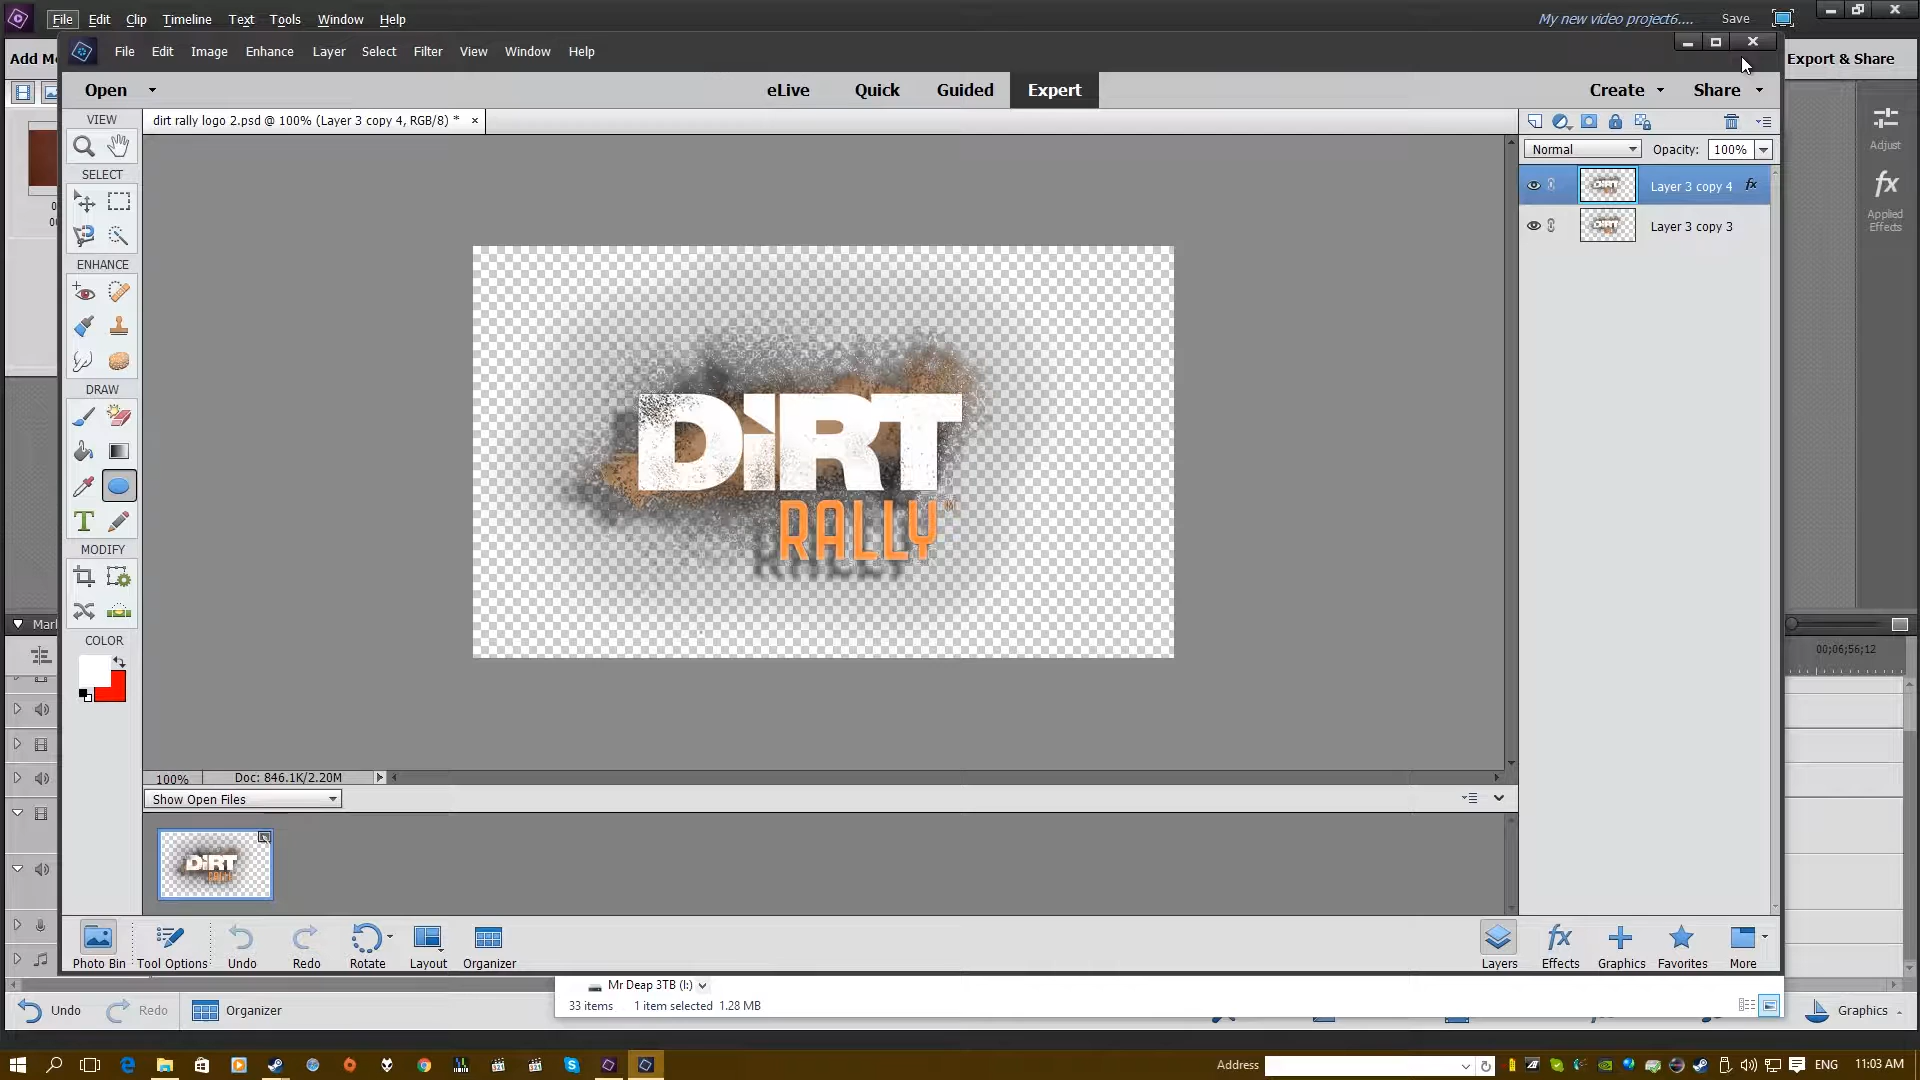 File Edit Clip Timeline Text Tools Window Help
My new video project6.... Save
Add M
Export & Share
File Edit Image Enhance Layer Select Filter View Window Help
Open
eLive Quick Guided Expert
Create Share
dirt rally logo 2.psd @ 100% (Layer 3 copy 4, RGB/8) * ×
VIEW
SELECT
ENHANCE
DRAW
MODIFY
COLOR
Normal Opacity: 100%
Layer 3 copy 4 fx
Layer 3 copy 3
Adjust
fx
Applied
Effects
DiRT
RALLY
Mar
00;06;56;12
100% Doc: 846.1K/2.20M
Show Open Files
DiRT
RALLY
Photo Bin Tool Options Undo Redo Rotate Layout Organizer
Layers Effects Graphics Favorites More
Mr Deap 3TB (I:)
33 items 1 item selected 1.28 MB
Undo Redo Organizer
Graphics
Address
ENG 11:03 AM